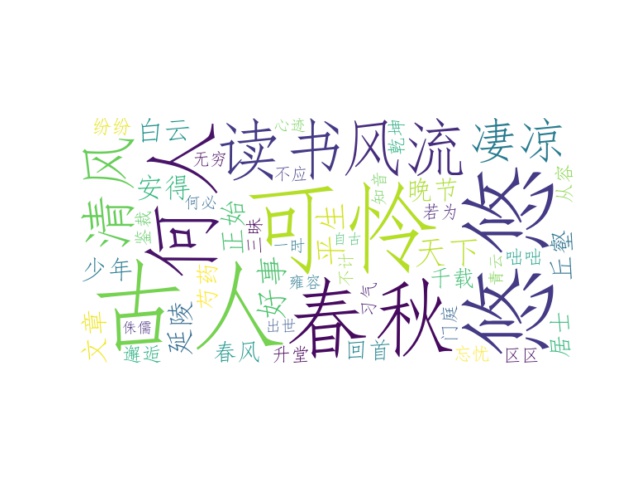 纷纷
白云
心迹
乾坤
读书
风流
凄凉
清风
何人
无穷
不应
安得
何必
鉴裁
正始
三昧
可怜
平生
知音
晚节
若为
悠悠
从容
一时
四古
不计
天下
咄咄
丘壑
少年
芍药
好事
雍容
千载
青云
古人
春秋
习气
文章
侏儒
延陵
出世
门庭
居士
邂逅
春风
升堂
回首
忘忧
区区